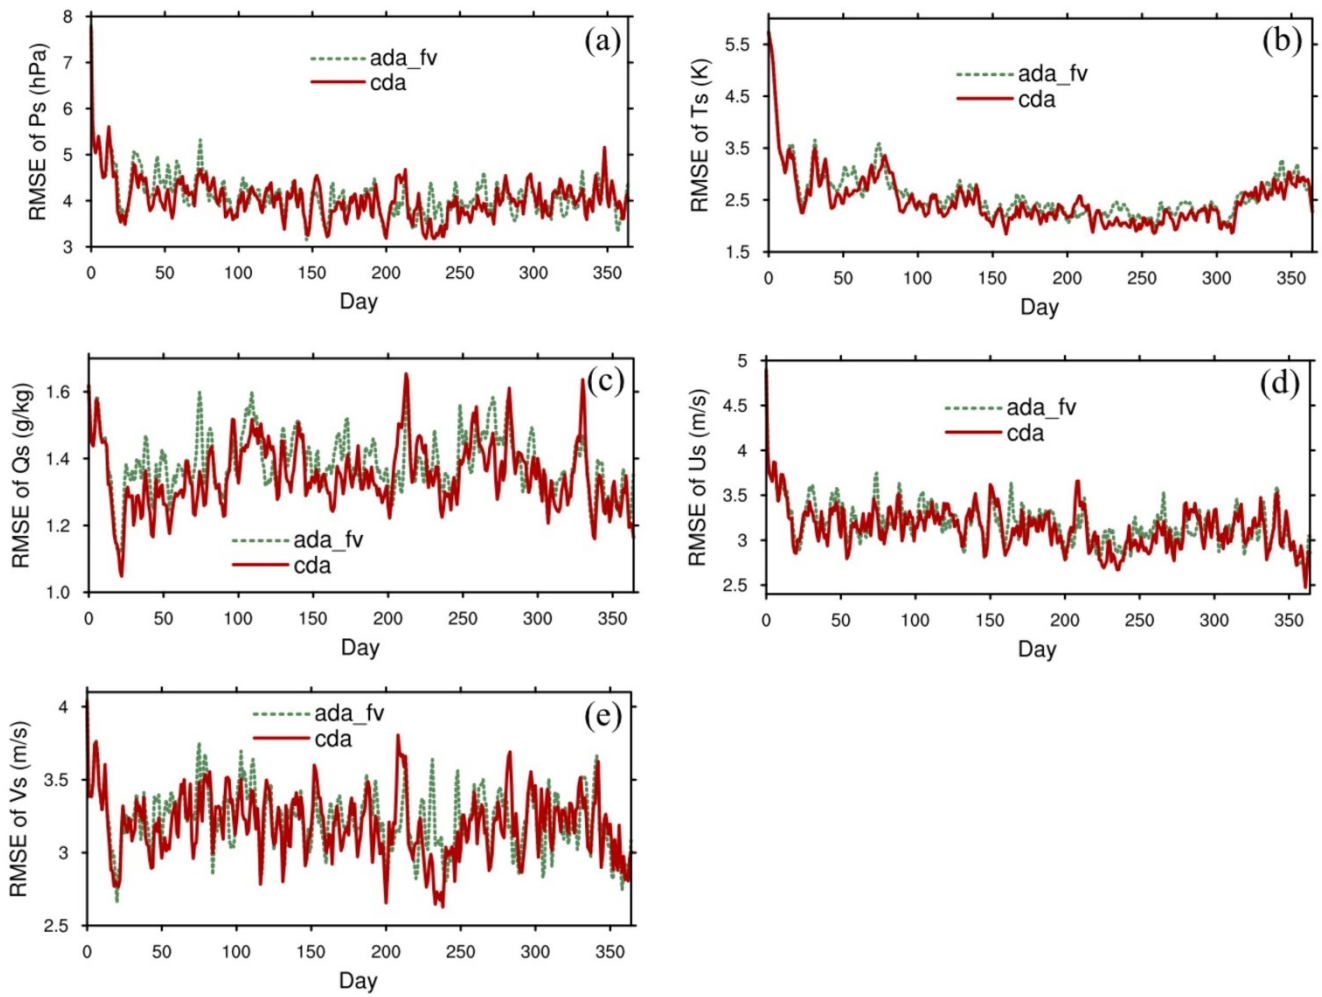 (a)
RMSE of Ps (hPa)
8
7
6
5
4
3
ada_fv
cda
0 50 100 150 200 250 300 350
Day
(b)
RMSE of Ts (K)
5.5
4.5
3.5
2.5
1.5
ada_fv
cda
0 50 100 150 200 250 300 350
Day
(c)
RMSE of Qs (g/kg)
1.6
1.4
1.2
1.0
ada_fv
cda
0 50 100 150 200 250 300 350
Day
(d)
RMSE of Us (m/s)
5
4.5
4
3.5
3
2.5
ada_fv
cda
0 50 100 150 200 250 300 350
Day
(e)
RMSE of Vs (m/s)
4
3.5
3
2.5
ada_fv
cda
0 50 100 150 200 250 300 350
Day